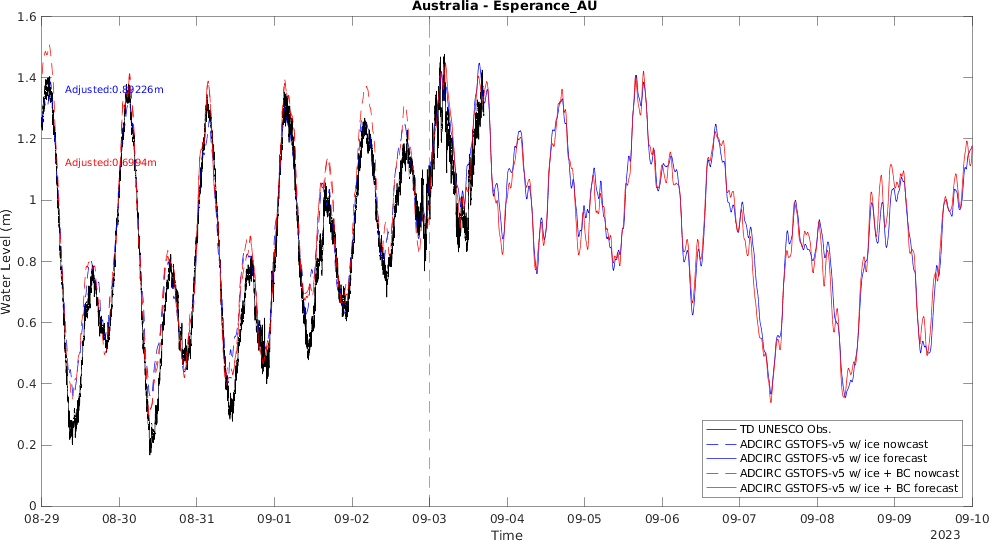 Australia - Esperance_AU
Water Level (m)
1.6
1.4
1.2
1
0.8
0.6
0.4
0.2
0
Adjusted:0.89226m
Adjusted:0.6994m
TD UNESCO Obs.
ADCIRC GSTOFS-v5 w/ ice nowcast
ADCIRC GSTOFS-v5 w/ ice forecast
ADCIRC GSTOFS-v5 w/ ice + BC nowcast
ADCIRC GSTOFS-v5 w/ ice + BC forecast
08-29 08-30 08-31 09-01 09-02 09-03 09-04 09-05 09-06 09-07 09-08 09-09 09-10
Time
2023